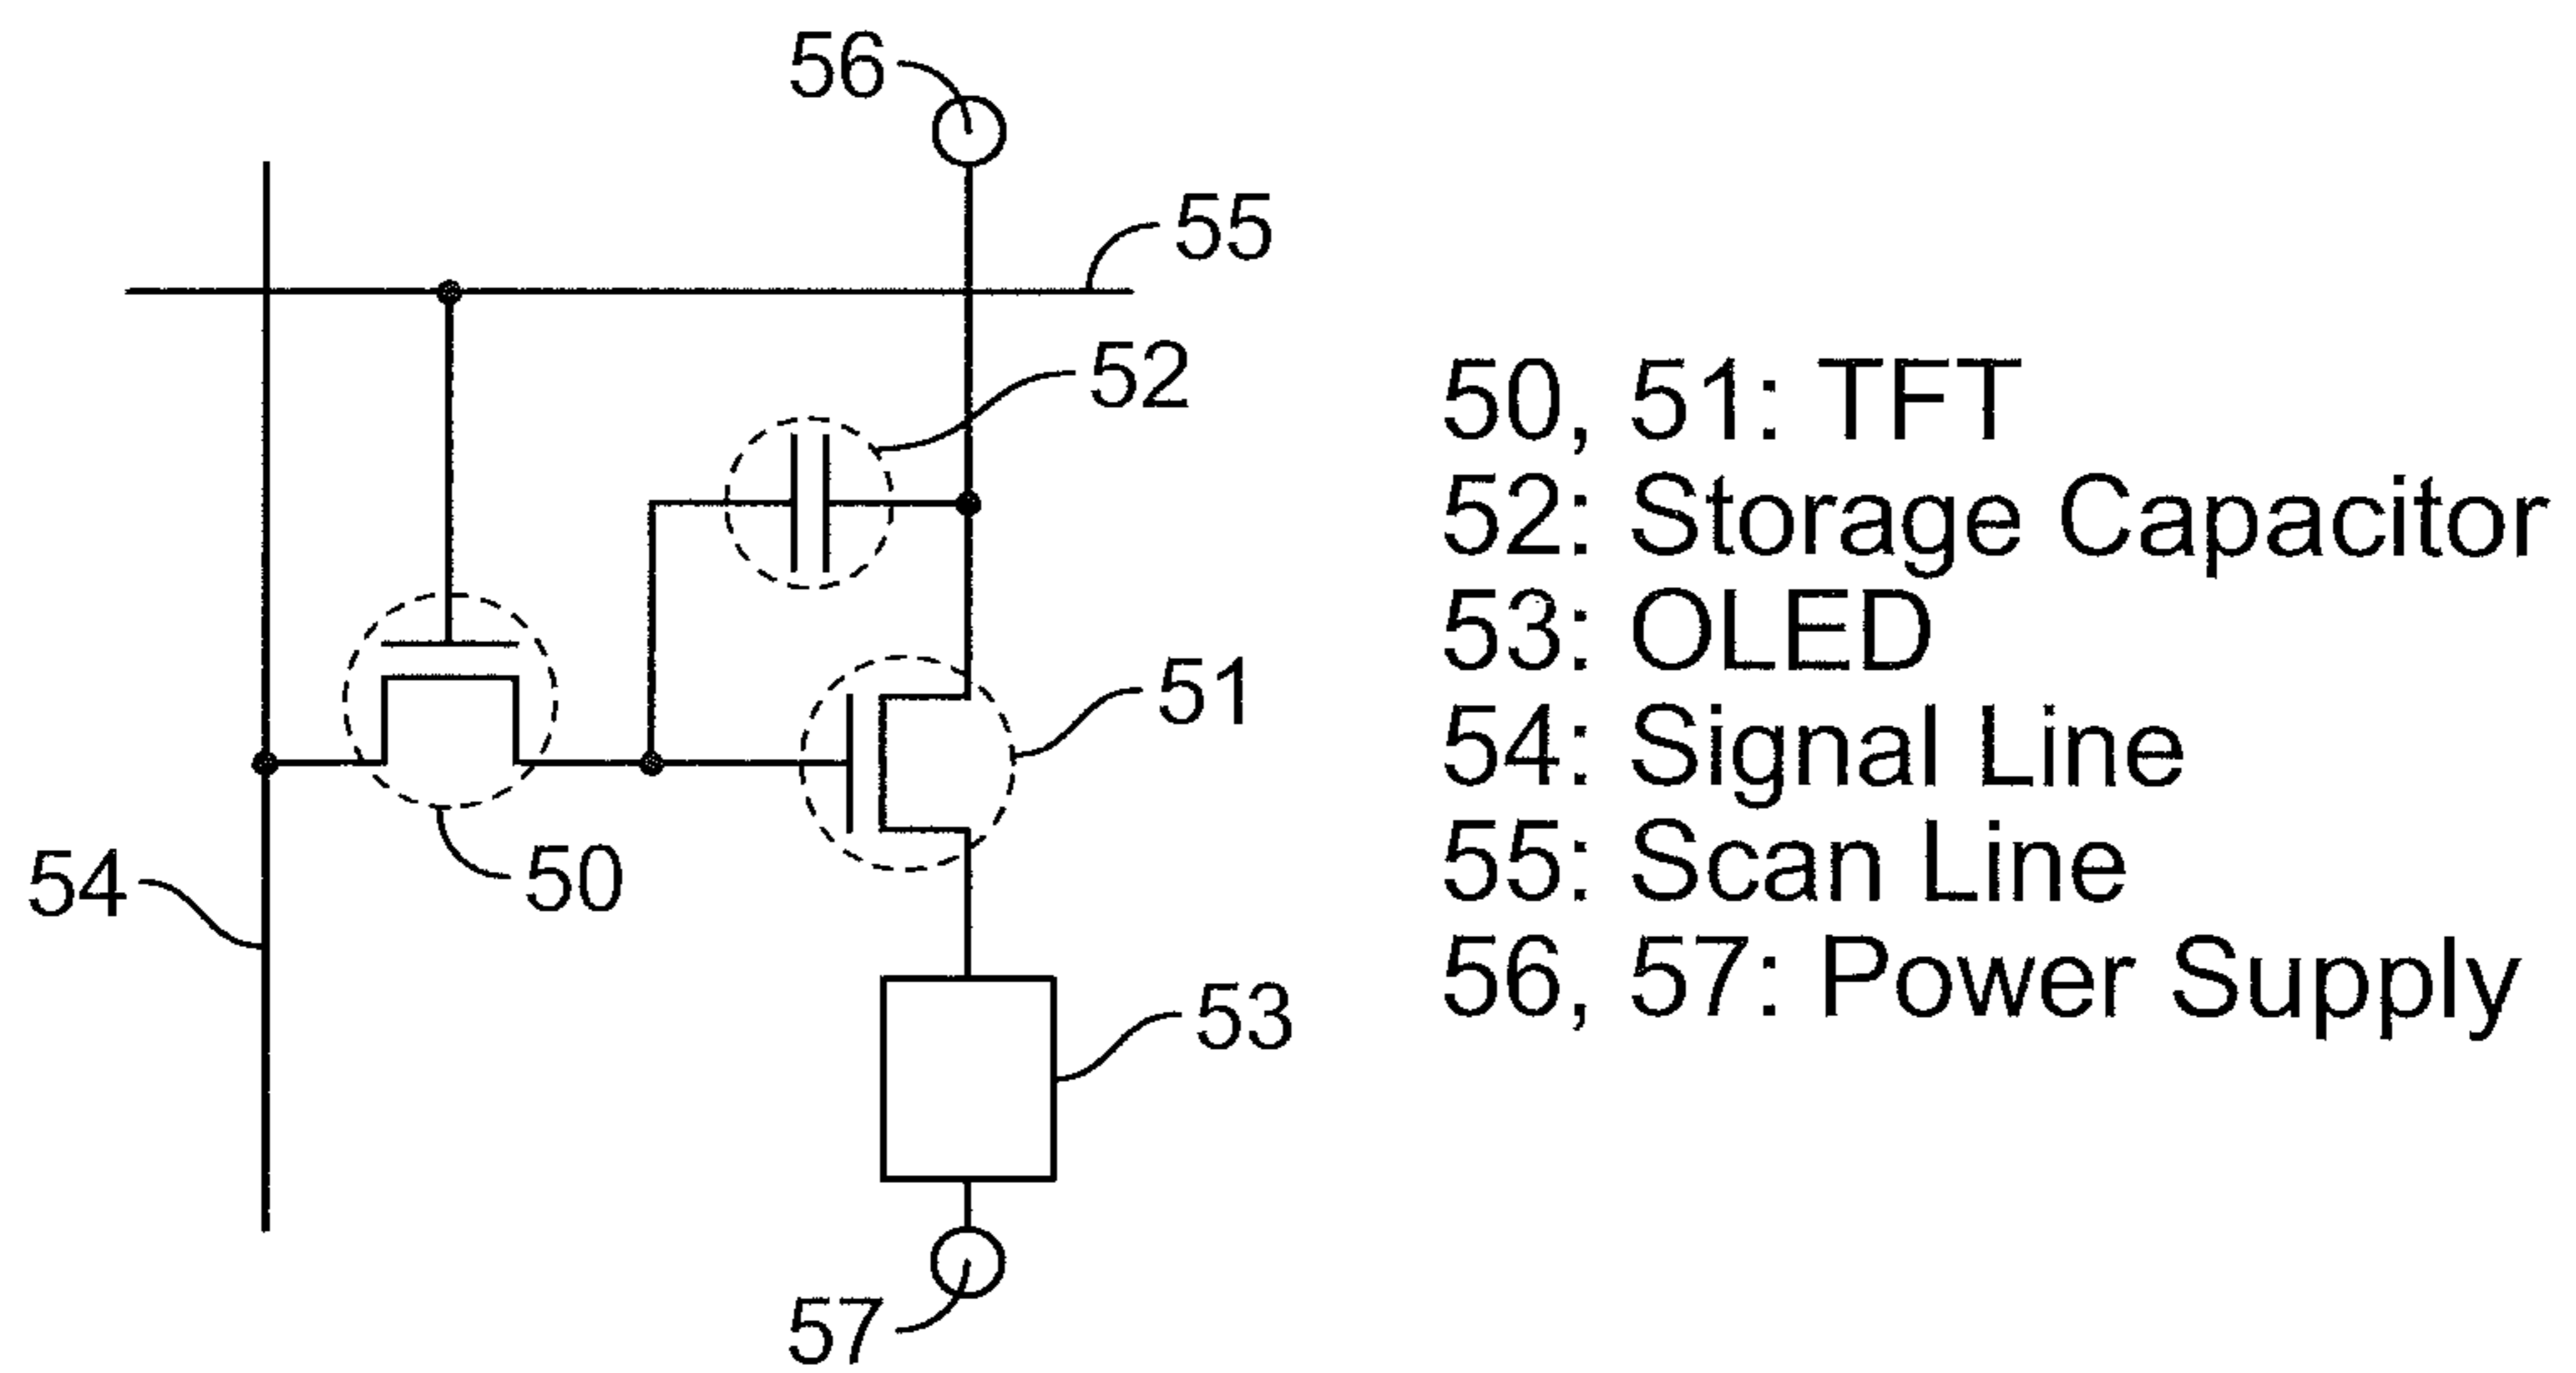 56
55
52
51
50
54
53
57
50, 51: TFT
52: Storage Capacitor
53: OLED
54: Signal Line
55: Scan Line
56, 57: Power Supply